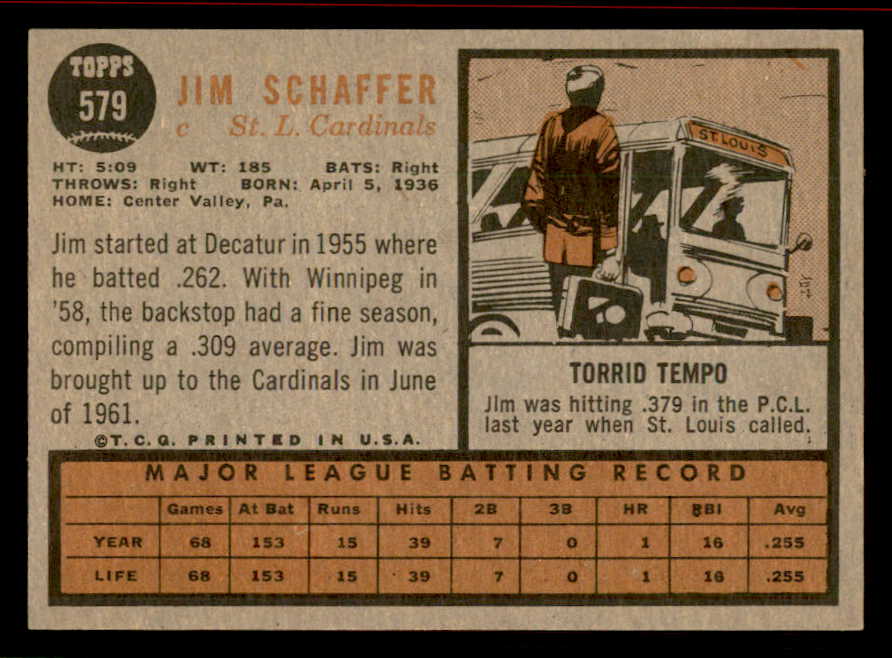 TOPPS
579
JIM SCHAFFER
c St. L. Cardinals
HT: 5:09 WT: 185 BATS: Right
THROWS: Right BORN: April 5, 1936
HOME: Center Valley, Pa.
Jim started at Decatur in 1955 where
he batted .262. With Winnipeg in
'58, the backstop had a fine season,
compiling a .309 average. Jim was
brought up to the Cardinals in June
of 1961.
©T.C.G. PRINTED IN U.S.A.
ST. LOUIS
TORRID TEMPO
Jim was hitting .379 in the P.C.L.
last year when St. Louis called.
MAJOR LEAGUE BATTING RECORD
Games At Bat Runs Hits 2B 3B HR RBI Avg
YEAR 68 153 15 39 7 0 1 16 .255
LIFE 68 153 15 39 7 0 1 16 .255